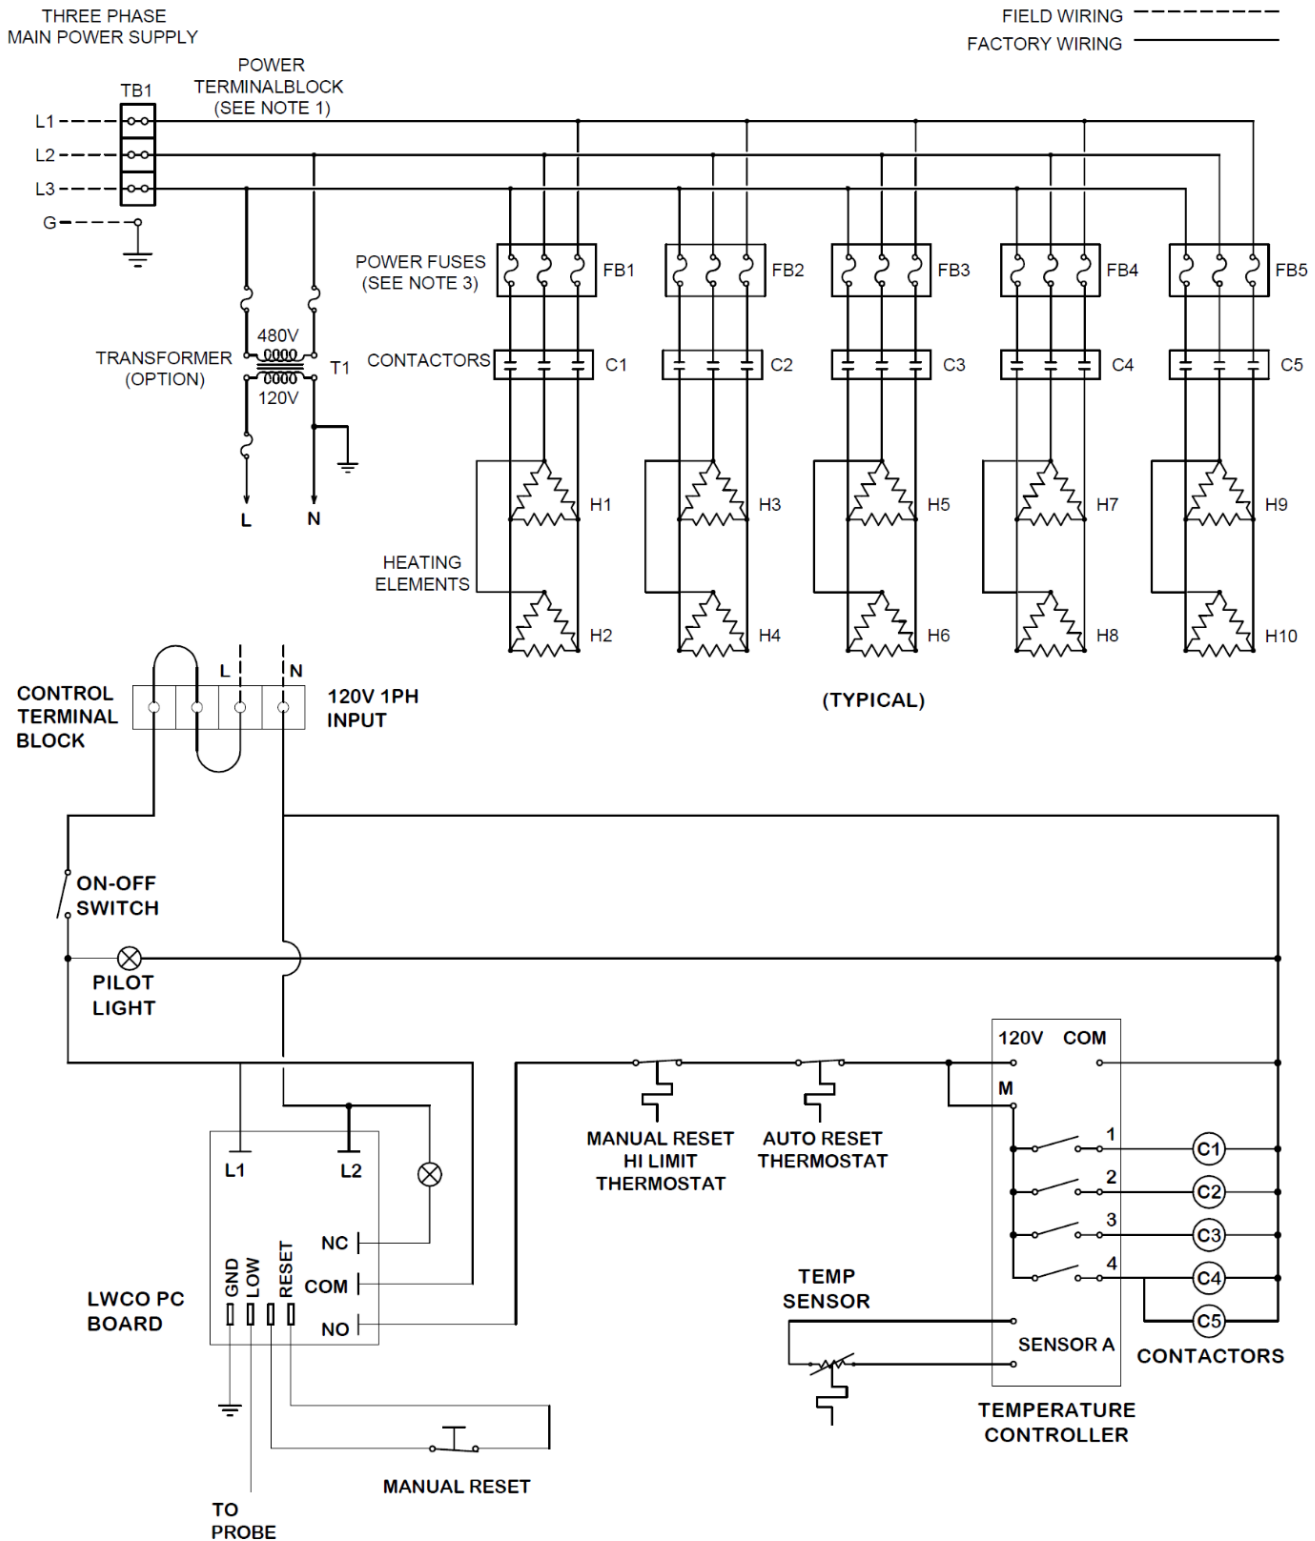 THREE PHASE
MAIN POWER SUPPLY
FIELD WIRING
FACTORY WIRING
POWER
TERMINALBLOCK
(SEE NOTE 1)
TB1
L1
L2
L3
G
POWER FUSES
(SEE NOTE 3)
FB1
FB2
FB3
FB4
FB5
480V
TRANSFORMER
(OPTION)
T1
120V
CONTACTORS
C1
C2
C3
C4
C5
L
N
H1
H3
H5
H7
H9
HEATING
ELEMENTS
H2
H4
H6
H8
H10
(TYPICAL)
CONTROL
TERMINAL
BLOCK
L
N
120V 1PH
INPUT
ON-OFF
SWITCH
PILOT
LIGHT
MANUAL RESET
HI LIMIT
THERMOSTAT
AUTO RESET
THERMOSTAT
120V
COM
M
1
2
3
4
C1
C2
C3
C4
C5
SENSOR A
CONTACTORS
TEMPERATURE
CONTROLLER
TEMP
SENSOR
L1
L2
NC
COM
NO
GND
LOW
RESET
LWCO PC
BOARD
MANUAL RESET
TO
PROBE